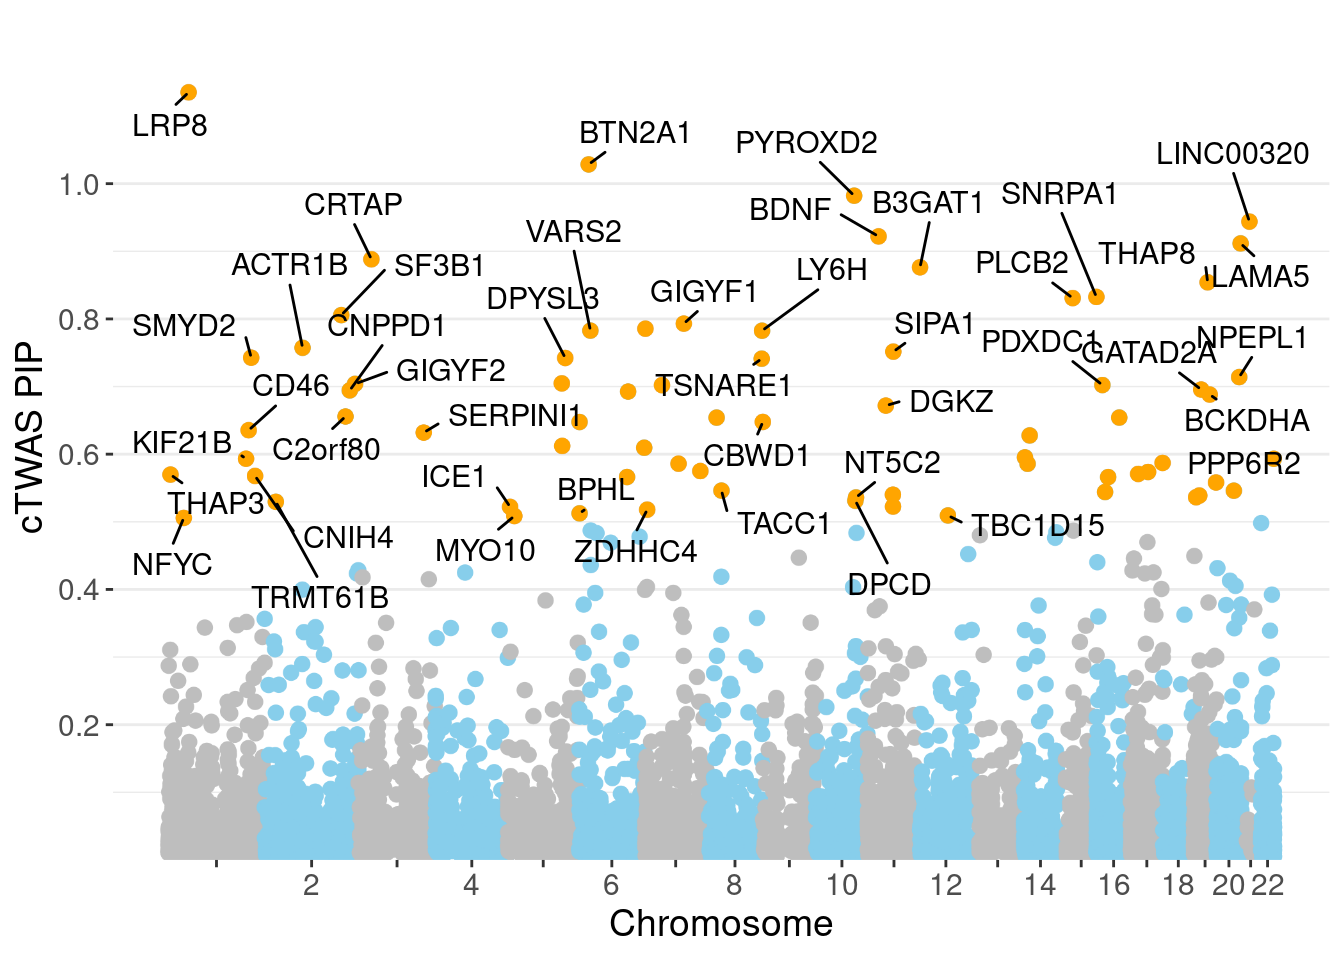 LRP8
BTN2A1
PYROXD2
LINC00320
1.0
CRTAP
BDNF
B3GAT1
SNRPA1
VARS2
ACTR1B
SF3B1
LY6H
PLCB2
THAP8
LAMA5
DPYSL3
GIGYF1
0.8
SMYD2
CNPPD1
SIPA1
PDXDC1
GATAD2A
NPEPL1
CD46
GIGYF2
TSNARE1
DGKZ
SERPINI1
BCKDHA
KIF21B
C2orf80
CBWD1
NT5C2
PPP6R2
0.6
ICE1
BPHL
THAP3
TACC1
TBC1D15
CNIH4
MYO10
ZDHHC4
NFYC
DPCD
TRMT61B
0.4
0.2
cTWAS PIP
2 4 6 8 10 12 14 16 18 20 22
Chromosome